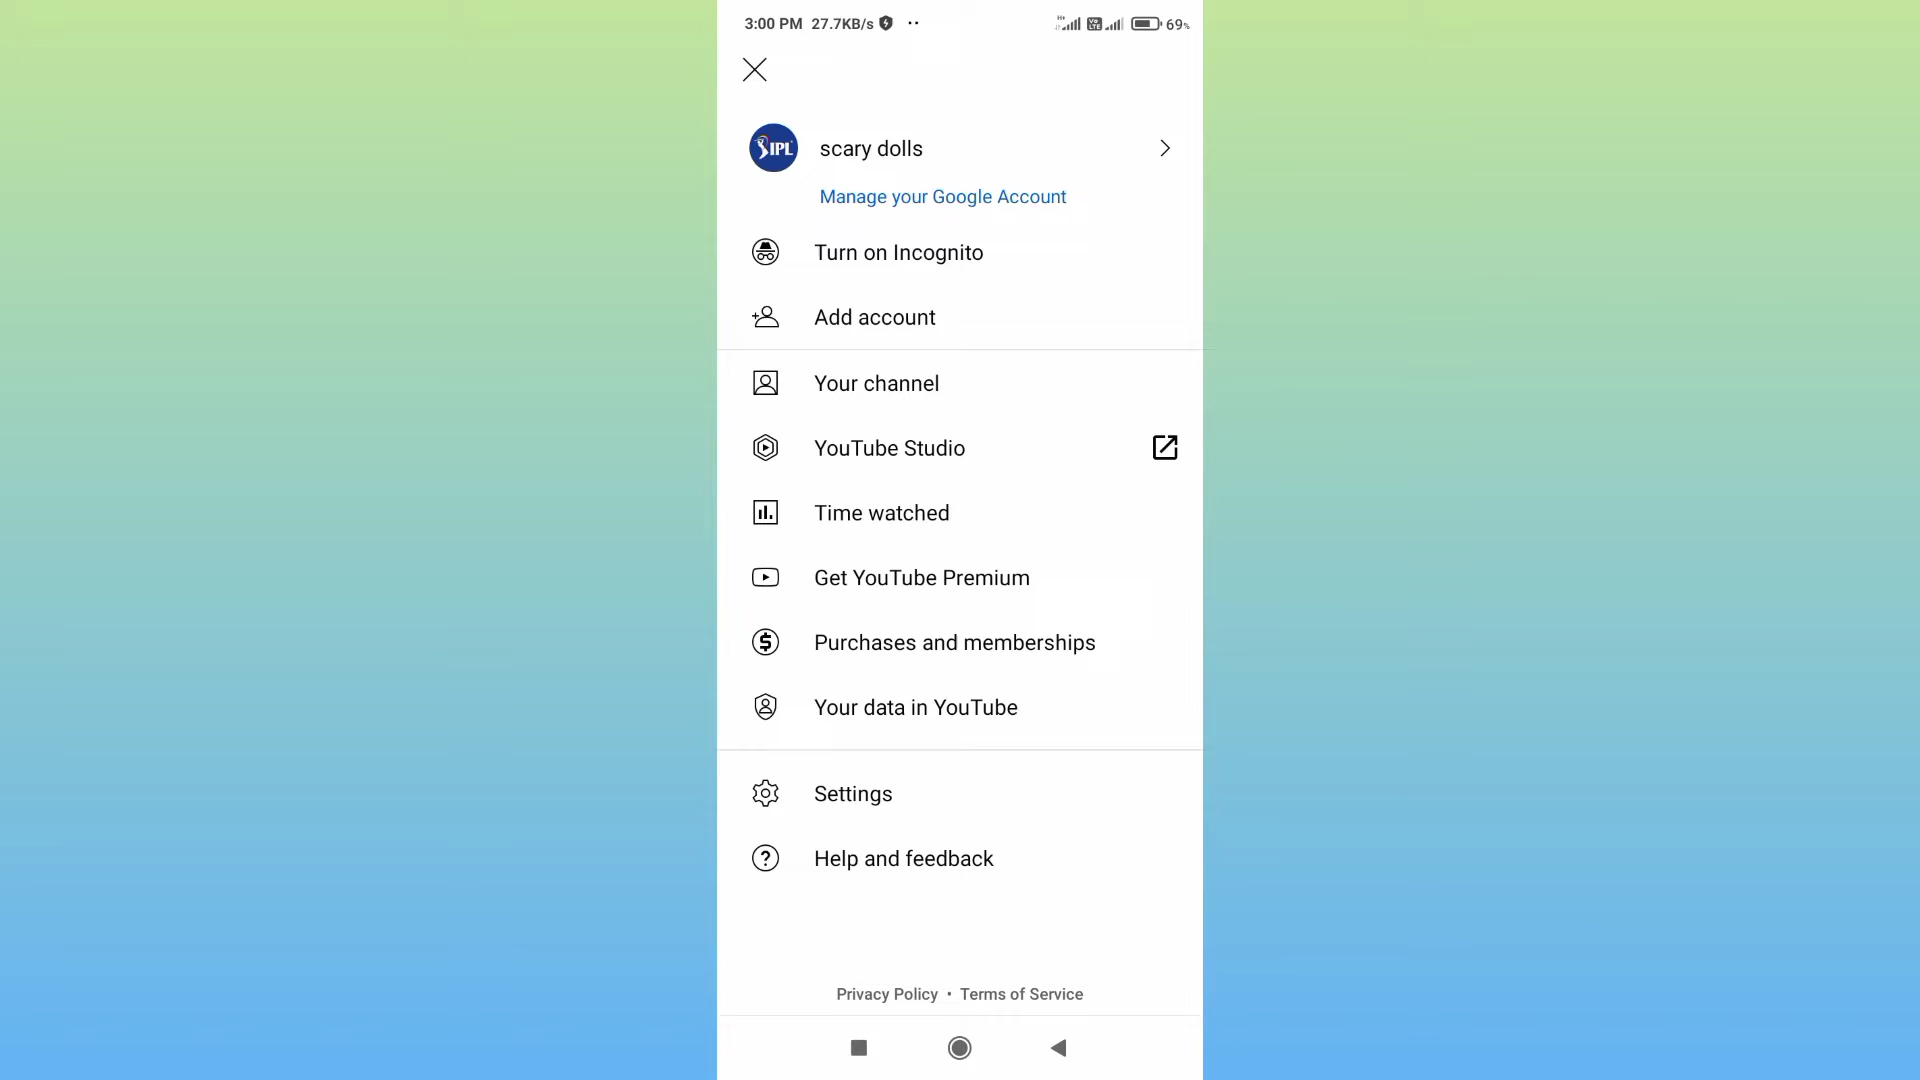 3:00 PM 27.7KB/s 69%
IPL scary dolls
Manage your Google Account
Turn on Incognito
Add account
Your channel
YouTube Studio
Time watched
Get YouTube Premium
Purchases and memberships
Your data in YouTube
Settings
Help and feedback
Privacy Policy • Terms of Service